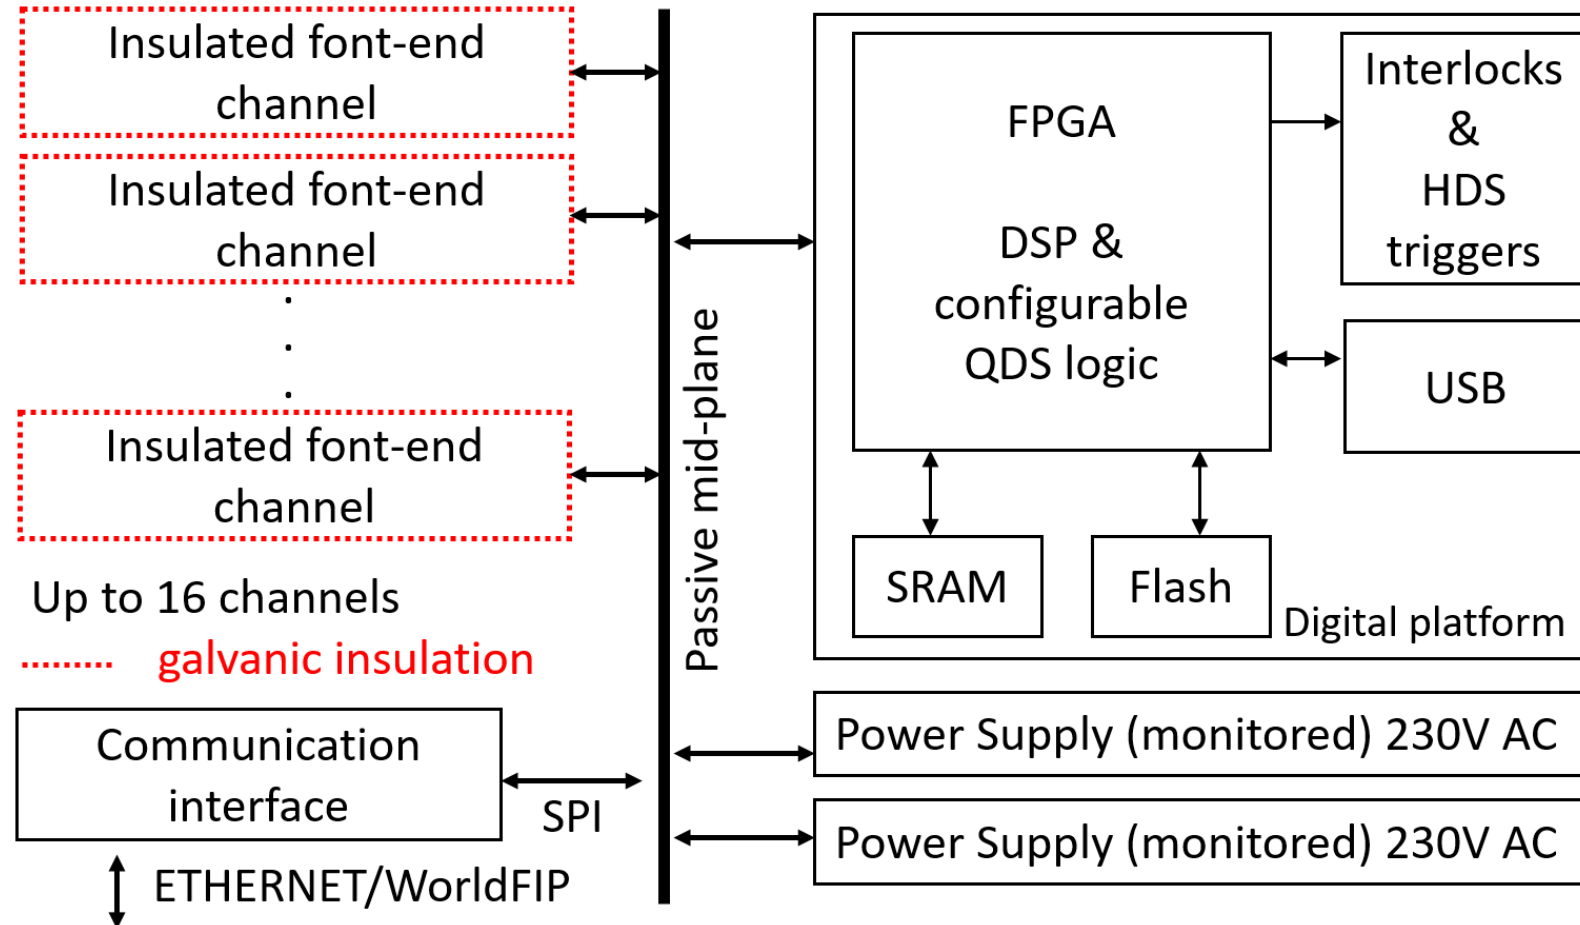 Insulated font-end
channel
Insulated font-end
channel
.
.
.
Insulated font-end
channel
Up to 16 channels
galvanic insulation
Communication
interface
SPI
ETHERNET/WorldFIP
Passive mid-plane
FPGA
DSP &
configurable
QDS logic
Interlocks
&
HDS
triggers
USB
SRAM
Flash
Digital platform
Power Supply (monitored) 230V AC
Power Supply (monitored) 230V AC